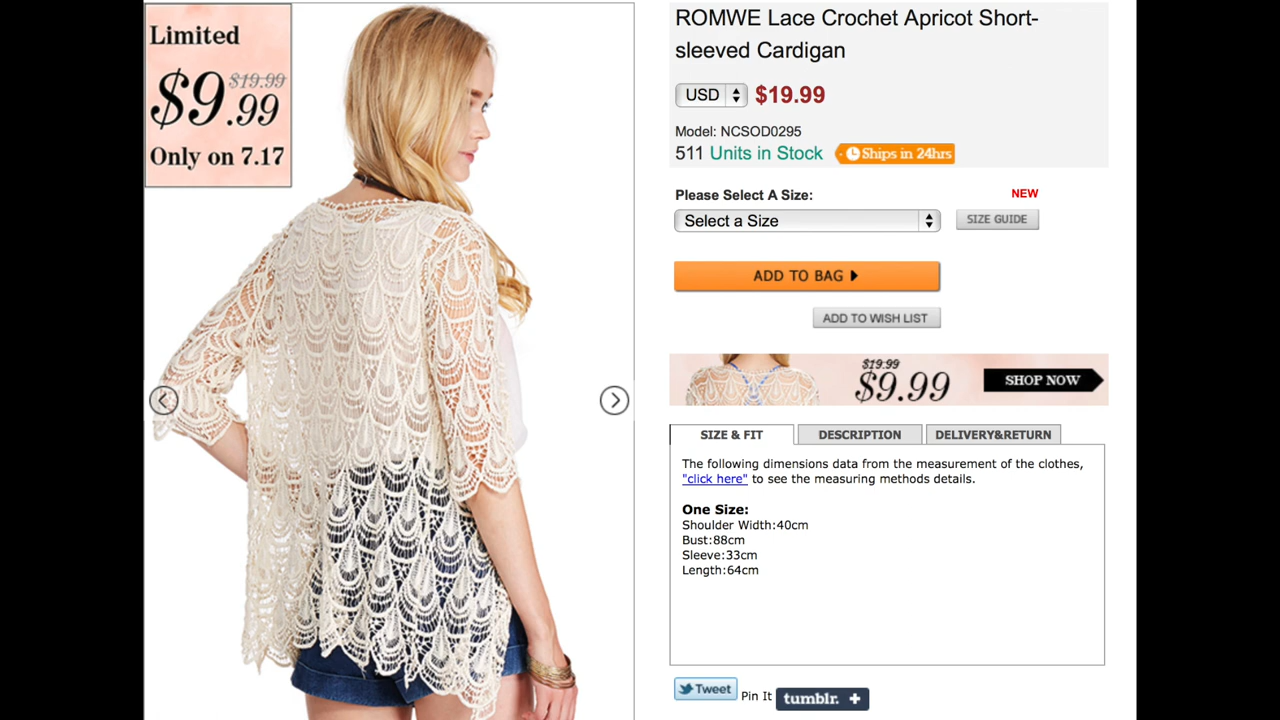 Limited
$19.99
$9.99
Only on 7.17
ROMWE Lace Crochet Apricot Short-
sleeved Cardigan
USD $19.99
Model: NCSOD0295
511 Units in Stock Ships in 24hrs
Please Select A Size: NEW
Select a Size SIZE GUIDE
ADD TO BAG
ADD TO WISH LIST
$19.99
$9.99 SHOP NOW
SIZE & FIT DESCRIPTION DELIVERY&RETURN
The following dimensions data from the measurement of the clothes,
"click here" to see the measuring methods details.
One Size:
Shoulder Width:40cm
Bust:88cm
Sleeve:33cm
Length:64cm
Tweet Pin It tumblr. +